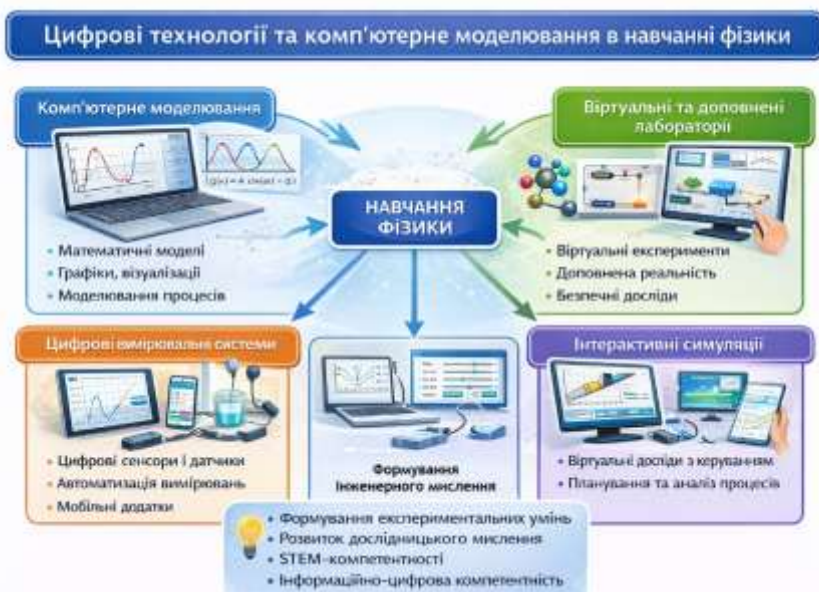 Цифрові технології та комп'ютерне моделювання в навчанні фізики
Комп'ютерне моделювання
• Математичні моделі
• Графіки, візуалізації
• Моделювання процесів
Віртуальні та доповнені
лабораторії
• Віртуальні експерименти
• Доповнена реальність
• Безпечні досліди
НАВЧАННЯ
ФІЗИКИ
Цифрові вимірювальні системи
• Цифрові сенсори і датчики
• Автоматизація вимірювань
• Мобільні додатки
Формування
інженерного мислення
Інтерактивні симуляції
• Віртуальні досліди з керуванням
• Планування та аналіз процесів
• Формування експериментальних умінь
• Розвиток дослідницького мислення
• STEM-компетентності
• Інформаційно-цифрова компетентність